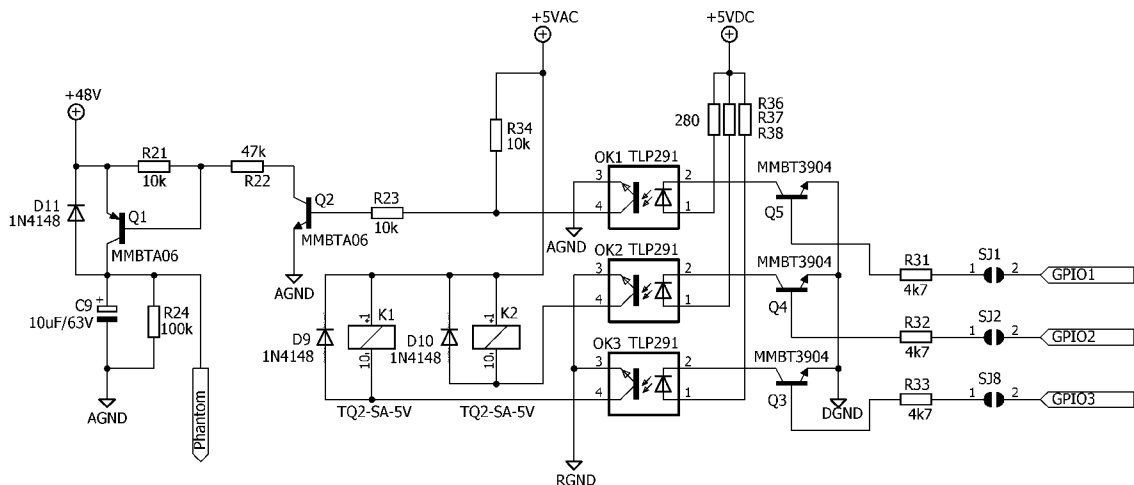 +5VAC
+5VDC
+48V
R34
10k
280
R36
R37
R38
R21
10k
47k
R22
OK1 TLP291
3
4
2
1
MMBT3904
Q5
D11
1N4148
Q1
MMBTA06
Q2
MMBTA06
R23
10k
AGND
AGND
OK2 TLP291
3
4
2
1
MMBT3904
Q4
R31
4k7
SJ1
1
2
GPIO1
C9
+
10uF/63V
R24
100k
D9
1N4148
K1
+
1
10
D10
1N4148
K2
+
1
10
R32
4k7
SJ2
1
2
GPIO2
OK3 TLP291
3
4
2
1
MMBT3904
Q3
R33
4k7
SJ8
1
2
GPIO3
TQ2-SA-5V
TQ2-SA-5V
AGND
Phantom
DGND
RGND